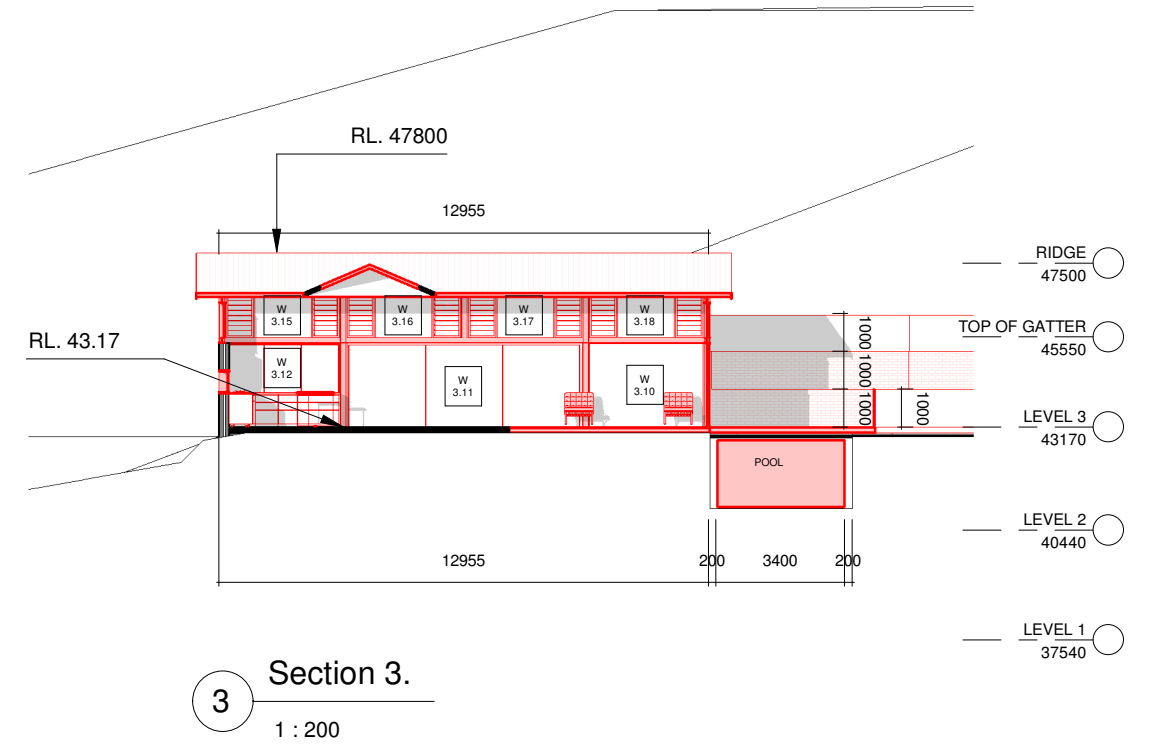 RL. 47800
12955
RIDGE
47500
W
3.15
W
3.16
W
3.17
W
3.18
1000
TOP OF GATTER
45550
RL. 43.17
W
3.12
W
3.11
W
3.10
1000
1000
1000
LEVEL 3
43170
POOL
LEVEL 2
40440
12955
200
3400
200
LEVEL 1
37540
3
Section 3.
1 : 200